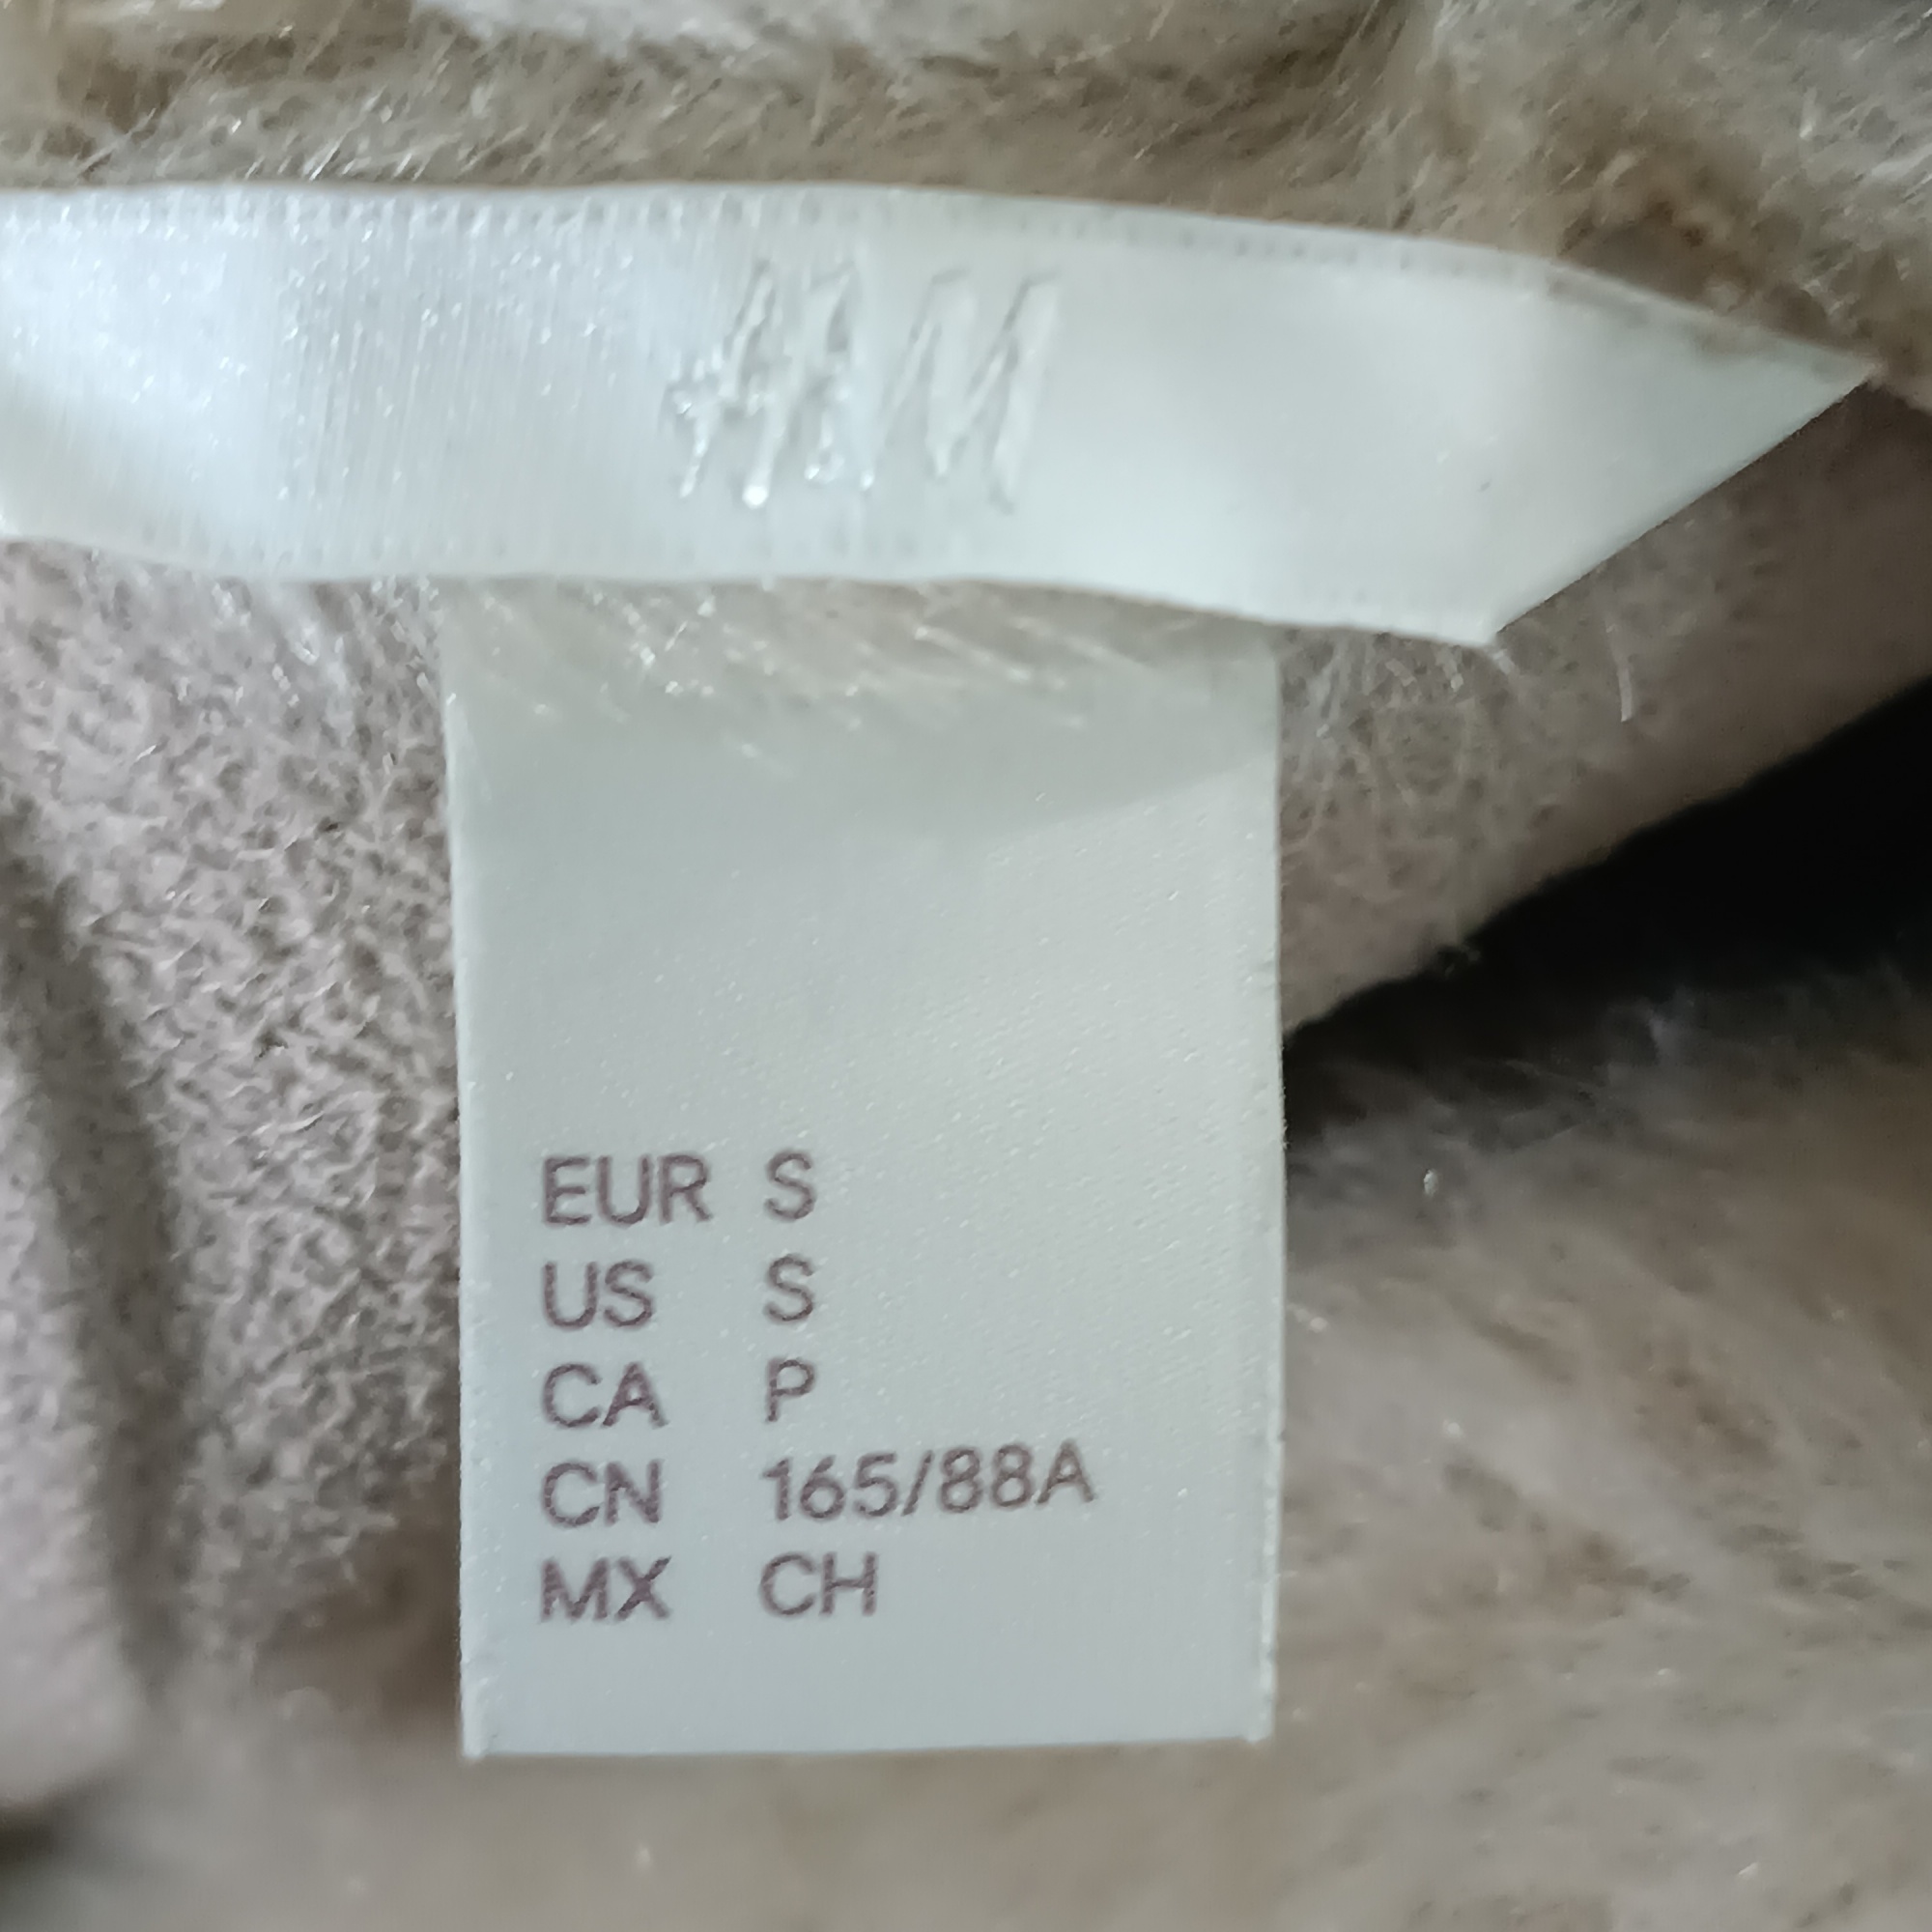 H&M
EUR S
US S
CA P
CN 165/88A
MX CH